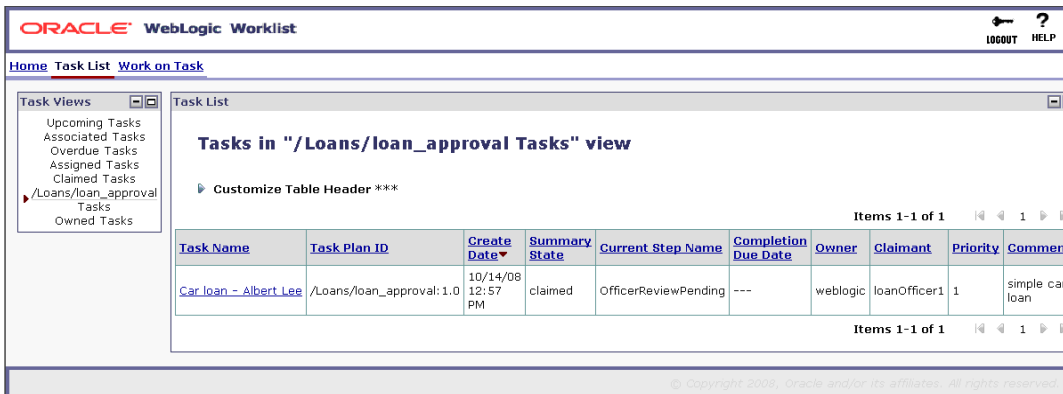 ORACLE WebLogic Worklist
LOGOUT
?
HELP
Home Task List Work on Task
Task Views
Upcoming Tasks
Associated Tasks
Overdue Tasks
Assigned Tasks
Claimed Tasks
/Loans/loan_approval
Tasks
Owned Tasks
Task List
Tasks in "/Loans/loan_approval Tasks" view
Customize Table Header ***
Items 1-1 of 1 1
Task Name Task Plan ID Create Date Summary State Current Step Name Completion Due Date Owner Claimant Priority Commen
Car loan - Albert Lee /Loans/loan_approval:1.0 10/14/08 12:57 PM claimed OfficerReviewPending --- weblogic loanOfficer1 1 simple ca loan
Items 1-1 of 1 1
© Copyright 2008, Oracle and/or its affiliates. All rights reserved.